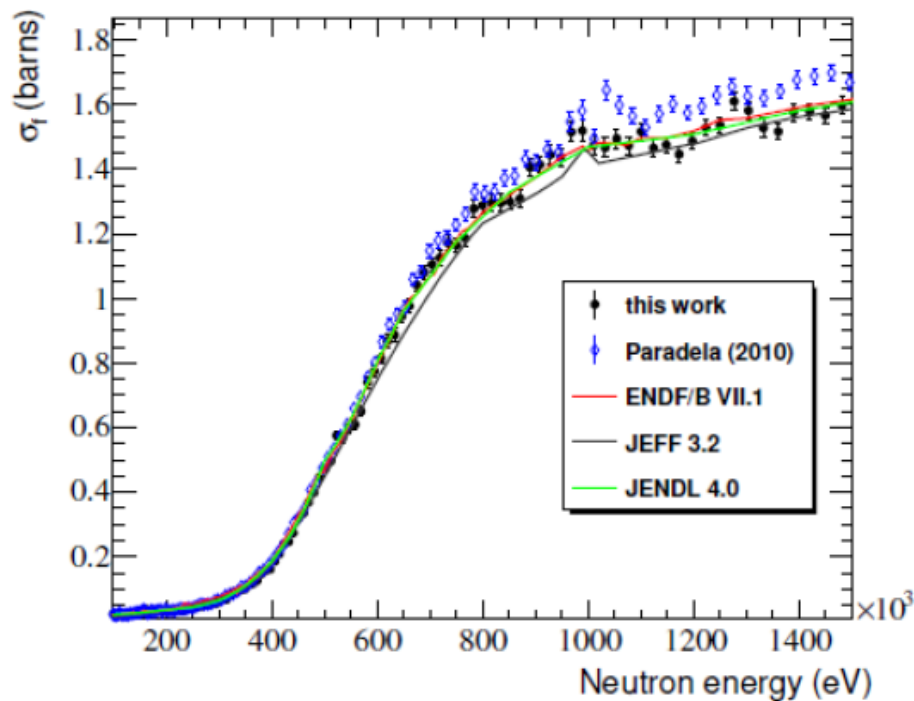 σf (barns)
1.8
1.6
1.4
1.2
1
0.8
0.6
0.4
0.2
this work
Paradela (2010)
ENDF/B VII.1
JEFF 3.2
JENDL 4.0
200 400 600 800 1000 1200 1400 ×10³
Neutron energy (eV)